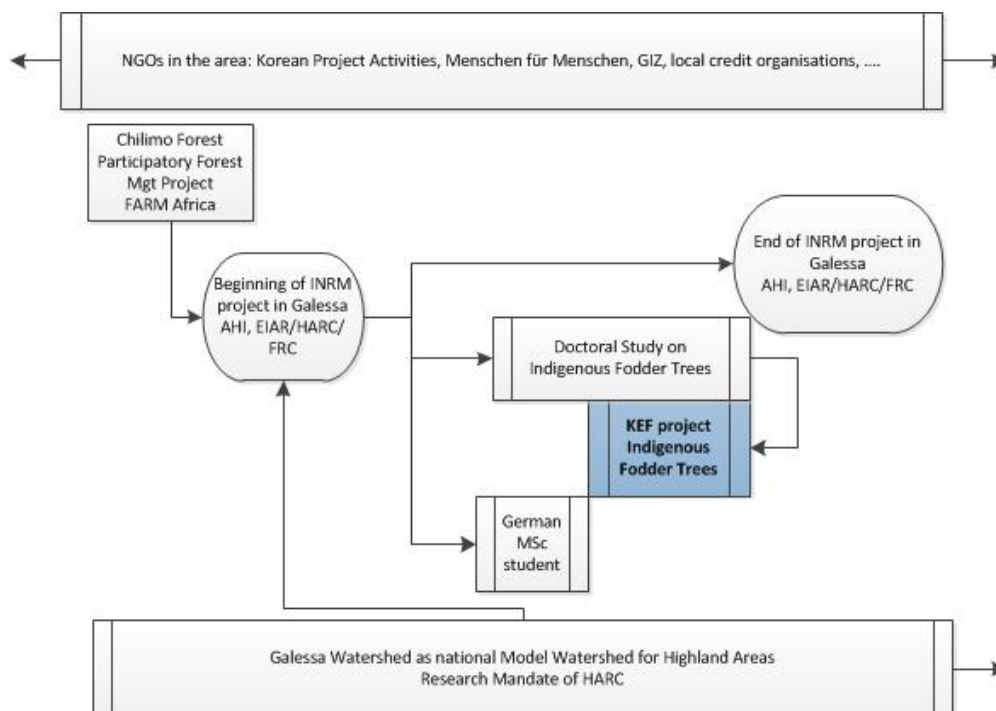 NGOs in the area: Korean Project Activities, Menschen für Menschen, GIZ, local credit organisations, ....
Chilimo Forest
Participatory Forest
Mgt Project
FARM Africa
Beginning of INRM
project in Galessa
AHI, EIAR/HARC/
FRC
End of INRM project in
Galessa
AHI, EIAR/HARC/FRC
Doctoral Study on
Indigenous Fodder Trees
KEF project
Indigenous
Fodder Trees
German
MSc
student
Galessa Watershed as national Model Watershed for Highland Areas
Research Mandate of HARC